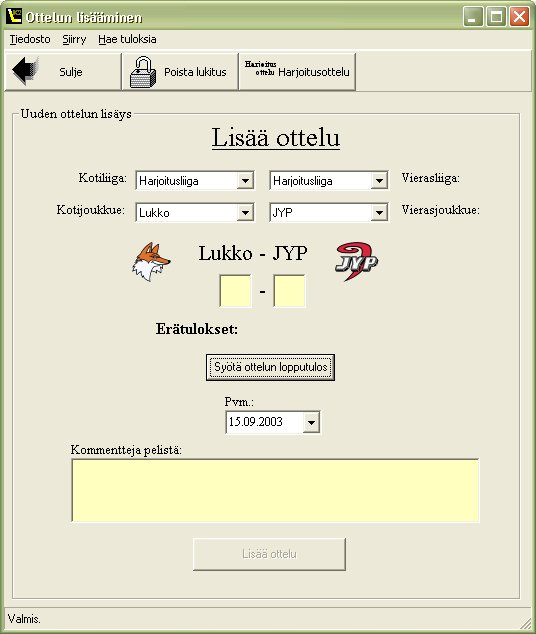 Ottelun lisääminen
Tiedosto Siirry Hae tuloksia
Sulje
Poista lukitus
Harjoitus
ottelu
Harjoitusottelu
Uuden ottelun lisäys
Lisää ottelu
Kotiliiga: Harjoitusliiga Harjoitusliiga Vierasliiga:
Kotijoukkue: Lukko JYP Vierasjoukkue:
Lukko - JYP
JYP
-
Erätulokset:
Syötä ottelun lopputulos
Pvm.:
15.09.2003
Kommentteja pelistä:
Lisää ottelu
Valmis.